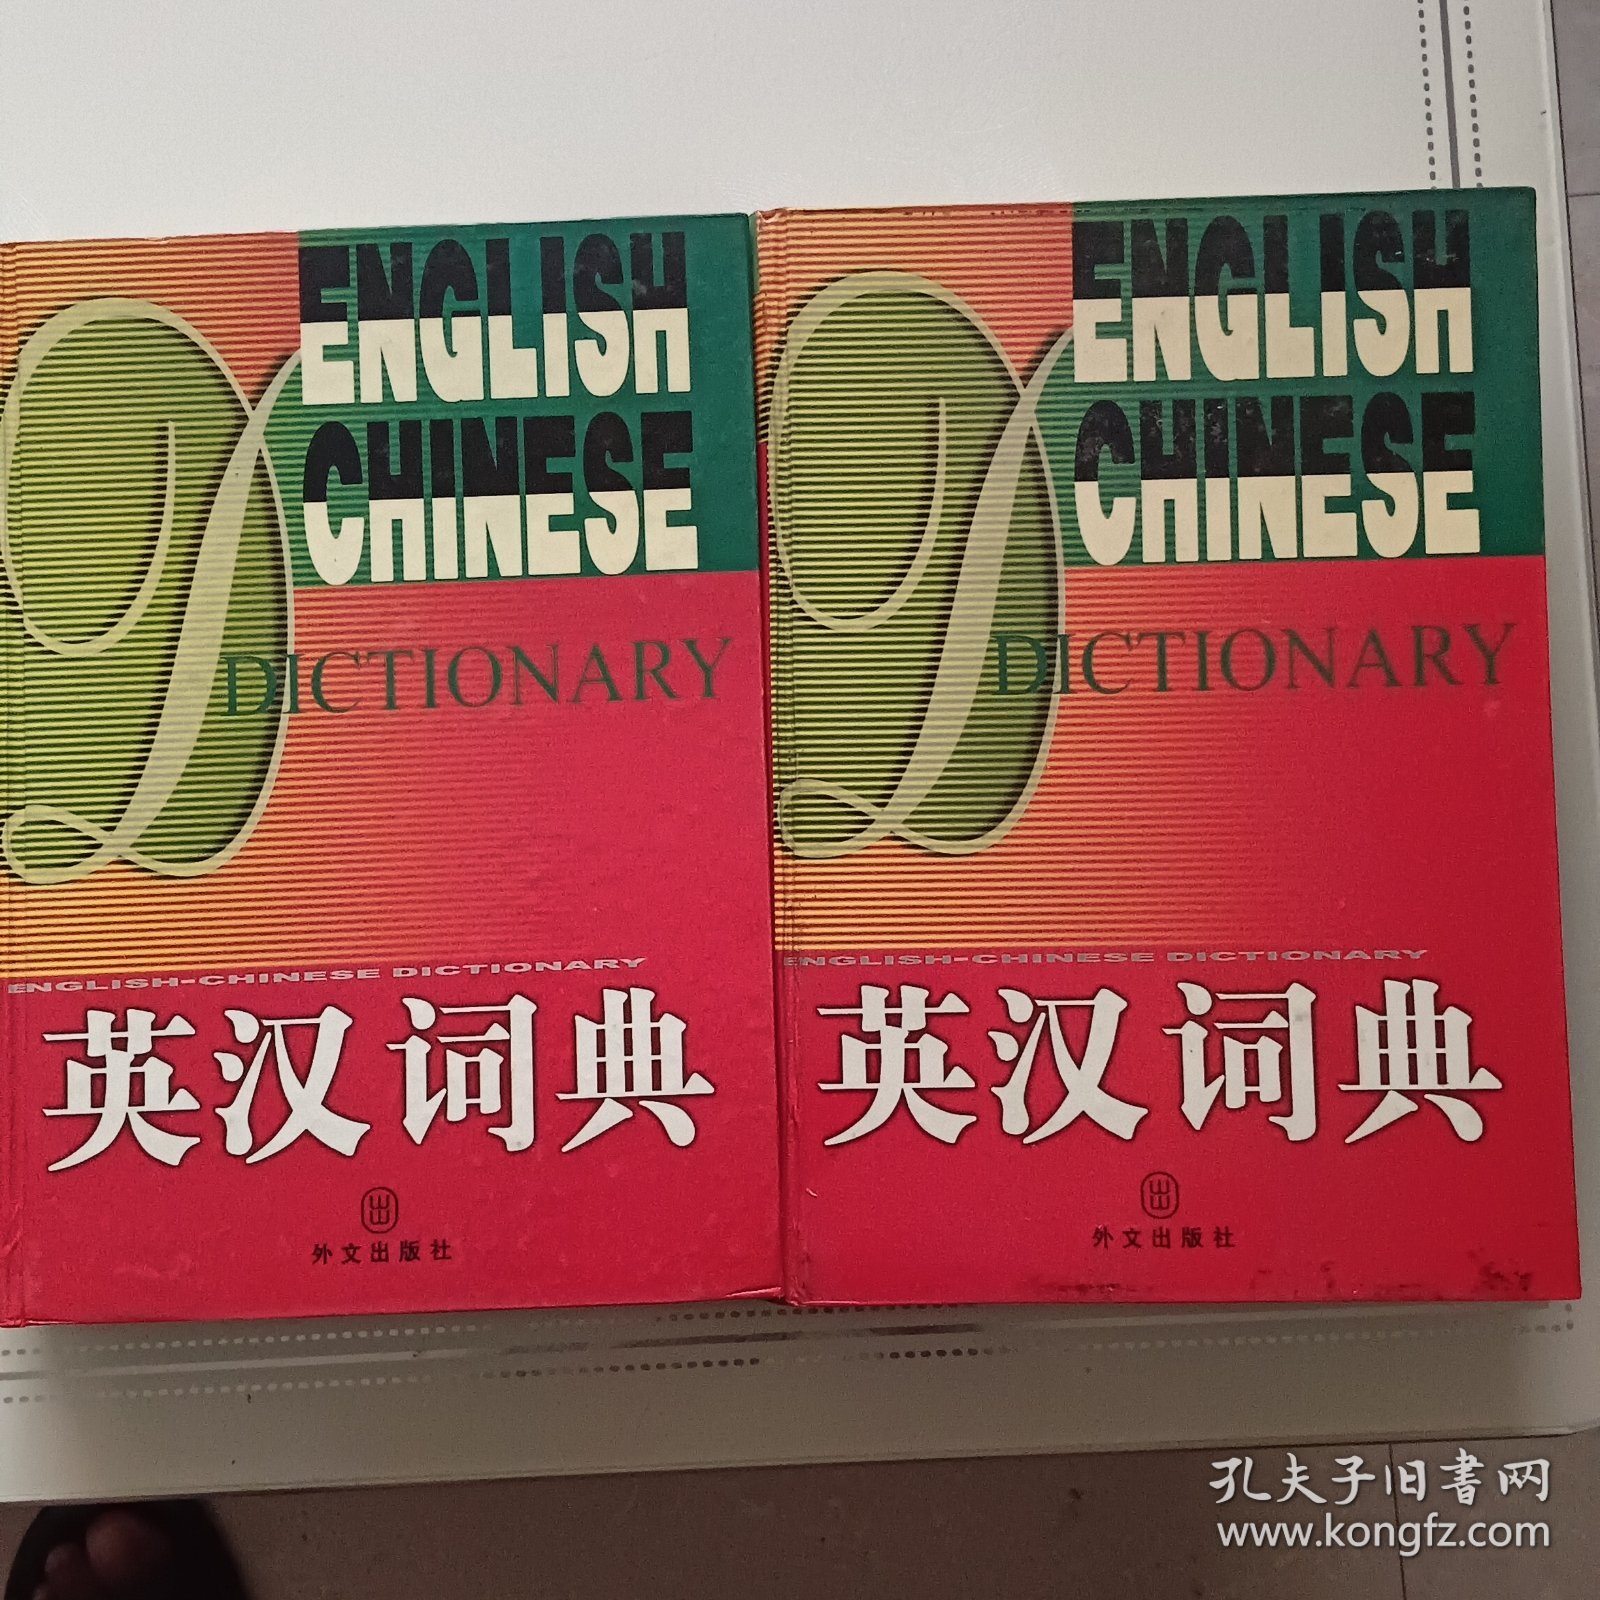 ENGLISH
CHINESE
DICTIONARY
ENGLISH-CHINESE DICTIONARY
英汉词典
外文出版社
ENGLISH
CHINESE
DICTIONARY
ENGLISH-CHINESE DICTIONARY
英汉词典
外文出版社
孔夫子旧书网
www.kongfz.com